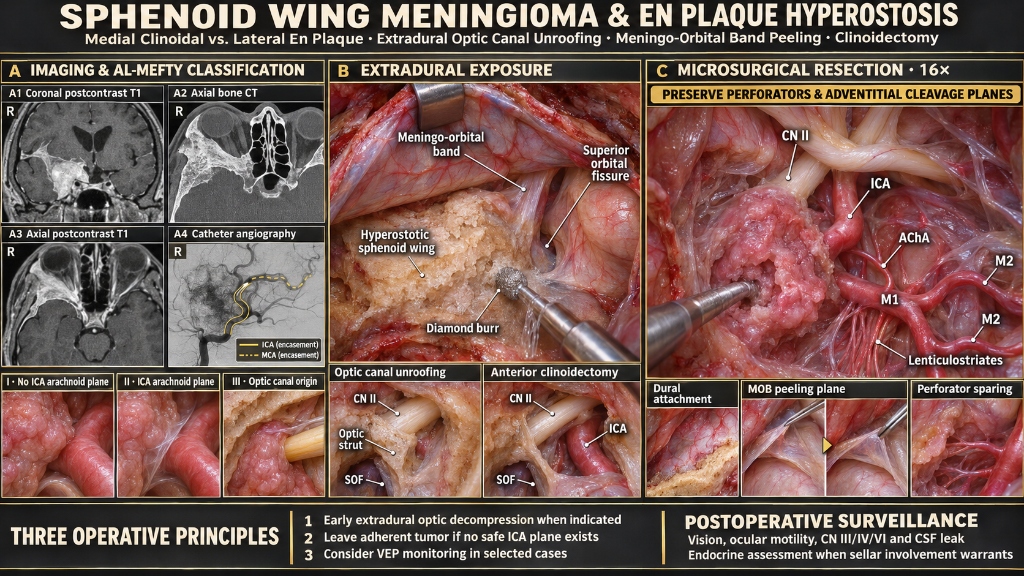 SPHENOID WING MENINGIOMA & EN PLAQUE HYPEROSTOSIS
Medial Clinoidal vs. Lateral En Plaque · Extradural Optic Canal Unroofing · Meningo-Orbital Band Peeling · Clinoidectomy
A IMAGING & AL-MEFTY CLASSIFICATION
A1 Coronal postcontrast T1
R
A2 Axial bone CT
R
A3 Axial postcontrast T1
R
A4 Catheter angiography
R
ICA (encasement)
MCA (encasement)
I · No ICA arachnoid plane
II · ICA arachnoid plane
III · Optic canal origin
B EXTRADURAL EXPOSURE
Meningo-orbital
band
Superior
orbital
fissure
Hyperostotic
sphenoid wing
Diamond burr
Optic canal unroofing
CN II
Optic
strut
SOF
Anterior clinoidectomy
CN II
ICA
SOF
C MICROSURGICAL RESECTION · 16×
PRESERVE PERFORATORS & ADVENTITIAL CLEAVAGE PLANES
CN II
ICA
AChA
M2
M1
M2
Lenticulostriates
Dural
attachment
MOB peeling plane
Perforator sparing
THREE OPERATIVE PRINCIPLES
1 Early extradural optic decompression when indicated
2 Leave adherent tumor if no safe ICA plane exists
3 Consider VEP monitoring in selected cases
POSTOPERATIVE SURVEILLANCE
Vision, ocular motility, CN III/IV/VI and CSF leak
Endocrine assessment when sellar involvement warrants